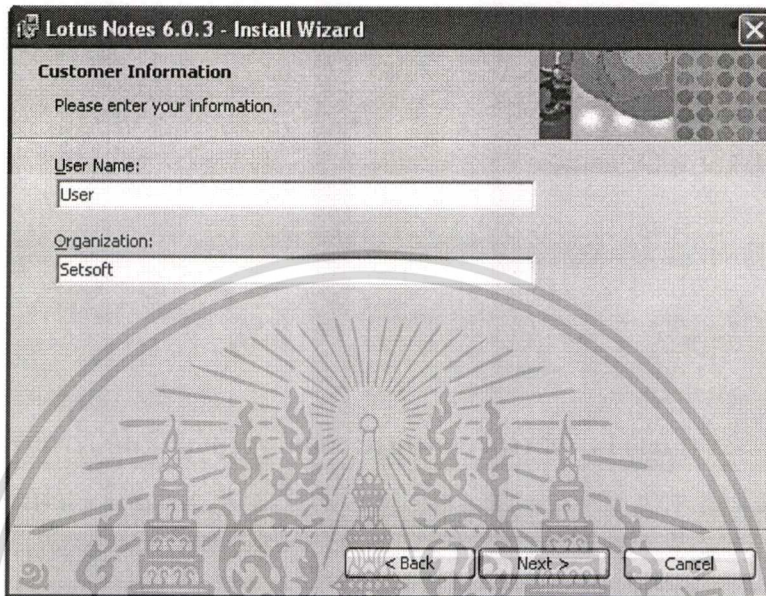 Lotus Notes 6.0.3 - Install Wizard
Customer Information
Please enter your information.
User Name:
User
Organization:
Setsoft
< Back
Next >
Cancel